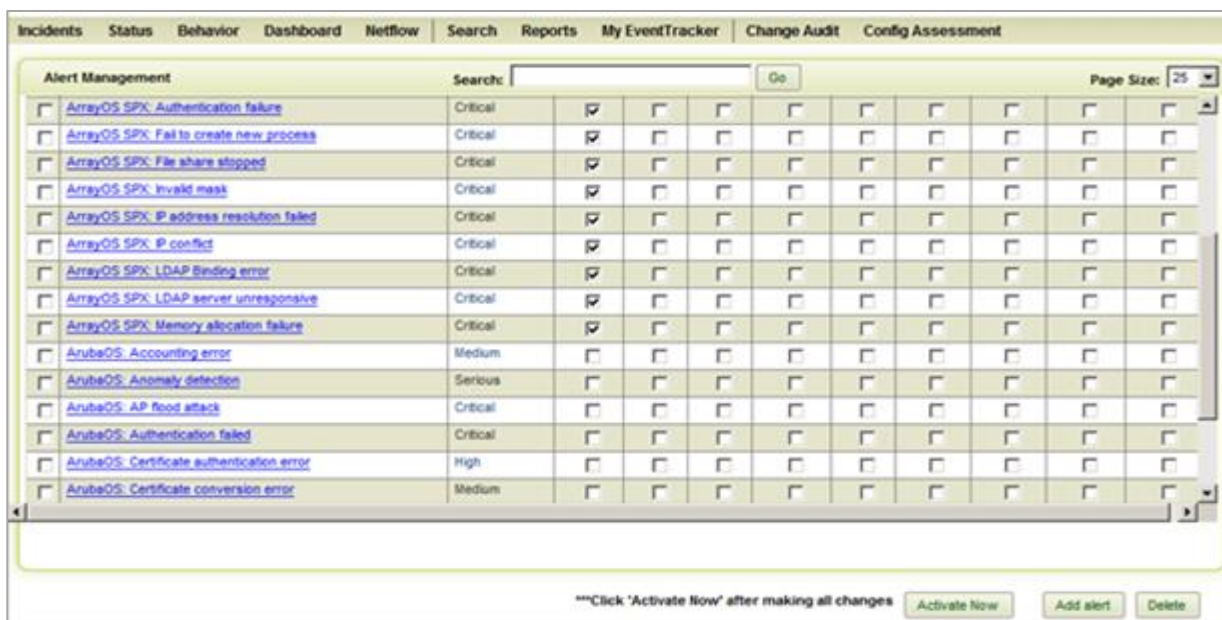 Incidents Status Behavior Dashboard Netflow Search Reports My EventTracker Change Audit Config Assessment
Alert Management Search: Go Page Size: 25
ArrayOS SPX: Authentication failure Critical
ArrayOS SPX: Fail to create new process Critical
ArrayOS SPX: File share stopped Critical
ArrayOS SPX: Invalid mask Critical
ArrayOS SPX: IP address resolution failed Critical
ArrayOS SPX: IP conflict Critical
ArrayOS SPX: LDAP Binding error Critical
ArrayOS SPX: LDAP server unresponsive Critical
ArrayOS SPX: Memory allocation failure Critical
ArubaOS: Accounting error Medium
ArubaOS: Anomaly detection Serious
ArubaOS: AP flood attack Critical
ArubaOS: Authentication failed Critical
ArubaOS: Certificate authentication error High
ArubaOS: Certificate conversion error Medium
***Click 'Activate Now' after making all changes Activate Now Add alert Delete